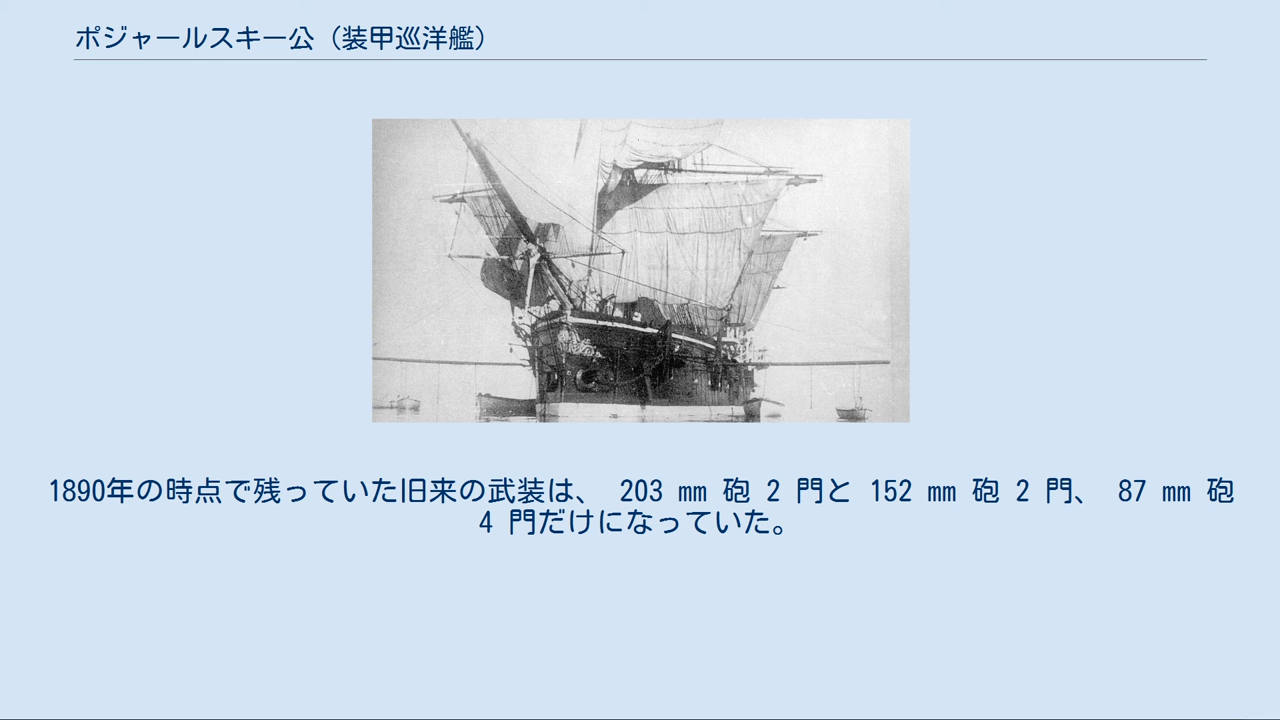 ポジャールスキー公（装甲巡洋艦）
1890年の時点で残っていた旧来の武装は、 203 mm 砲 2 門と 152 mm 砲 2 門、 87 mm 砲
4 門だけになっていた。